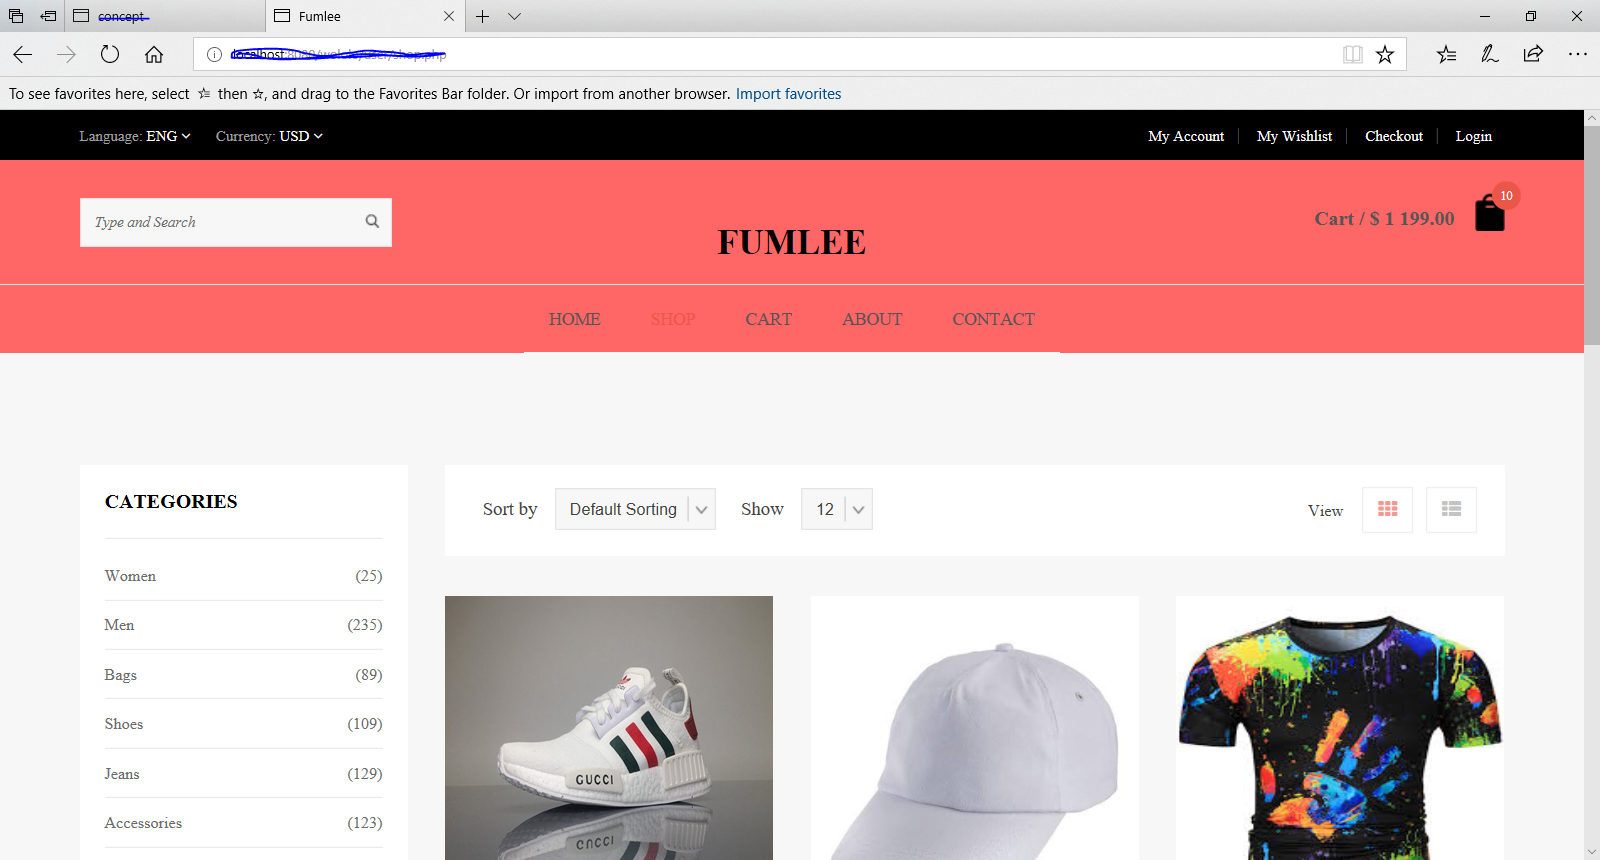 concept
Fumlee
To see favorites here, select then , and drag to the Favorites Bar folder. Or import from another browser. Import favorites
Language: ENG Currency: USD
My Account My Wishlist Checkout Login
Type and Search
FUMLEE
Cart / $ 1 199.00
10
HOME SHOP CART ABOUT CONTACT
CATEGORIES
Women (25)
Men (235)
Bags (89)
Shoes (109)
Jeans (129)
Accessories (123)
Sort by Default Sorting Show 12 View
GUCCI